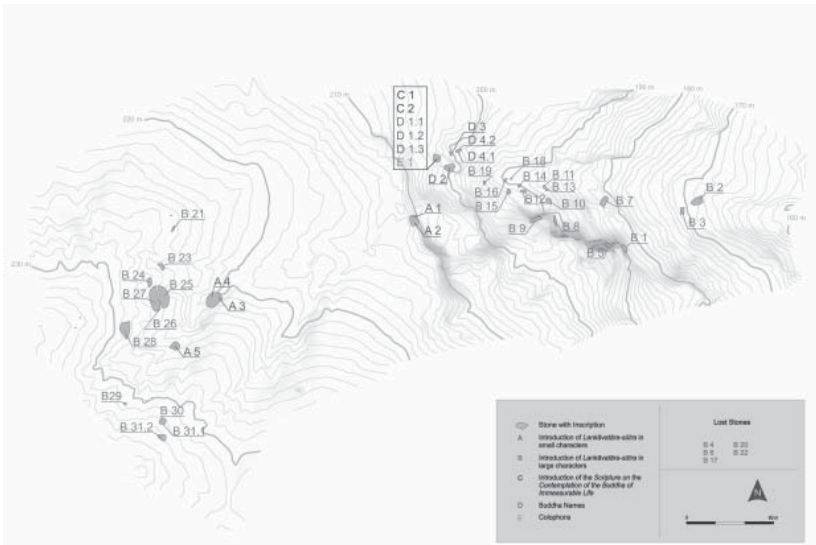 220 m
210 m
200 m
190 m
180 m
170 m
160 m
230 m
C 1
C 2
D 1.1
D 1.2
D 1.3
E 1
D 3
D 4.2
D 4.1
D 2
B 19
B 18
B 14
B 16
B 15
B 12
B 11
B 13
B 10
B 9
B 8
B 7
B 5
B 1
B 2
B 3
A 1
A 2
B 21
B 23
B 24
B 25
B 27
B 26
B 28
A 4
A 3
A 5
B29
B 30
B 31.2
B 31.1
Stone with Inscription
A Introduction of Laṅkāvatāra-sūtra in
small characters
B Introduction of Laṅkāvatāra-sūtra in
large characters
C Introduction of the Scripture on the
Contemplation of the Buddha of
Immeasurable Life
D Buddha Names
E Colophons
Lost Stones
B 4 B 20
B 6 B 22
B 17
N
0